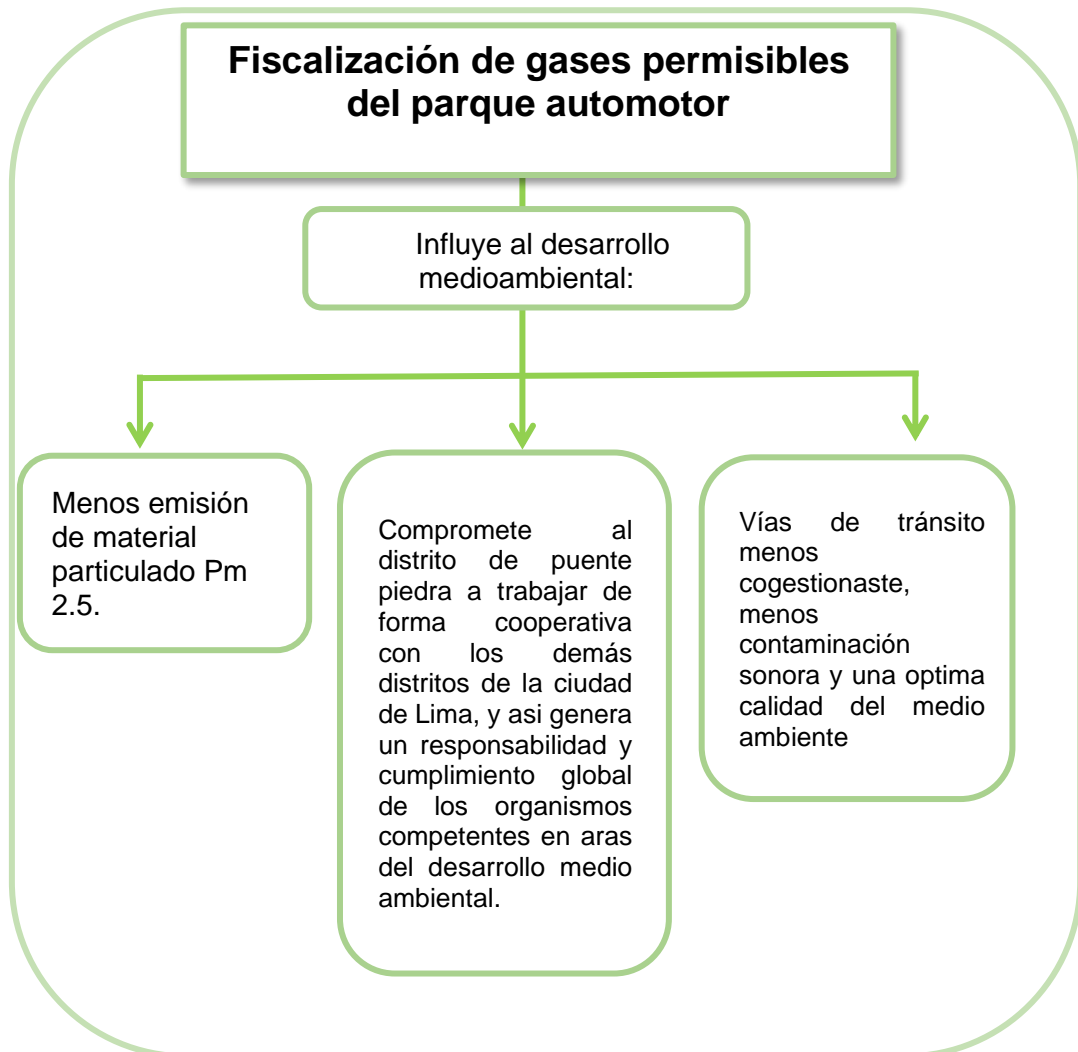 Fiscalización de gases permisibles
del parque automotor
Influye al desarrollo
medioambiental:
Menos emisión
de material
particulado Pm
2.5.
Compromete al
distrito de puente
piedra a trabajar de
forma cooperativa
con los demás
distritos de la ciudad
de Lima, y asi genera
un responsabilidad y
cumplimiento global
de los organismos
competentes en aras
del desarrollo medio
ambiental.
Vías de tránsito
menos
cogestionaste,
menos
contaminación
sonora y una optima
calidad del medio
ambiente